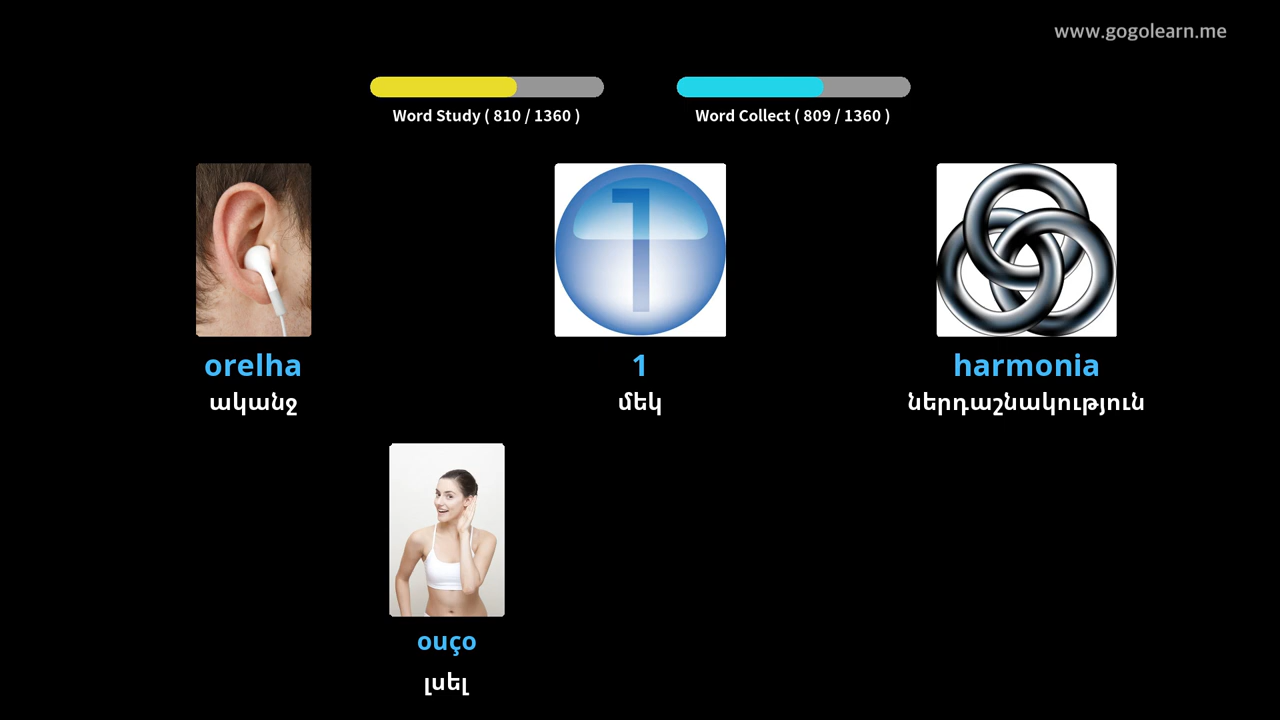 www.gogolearn.me
Word Study ( 810 / 1360 )
Word Collect ( 809 / 1360 )
1
orelha
1
harmonia
ականջ
մեկ
ներդաշնակություն
ouço
լսել